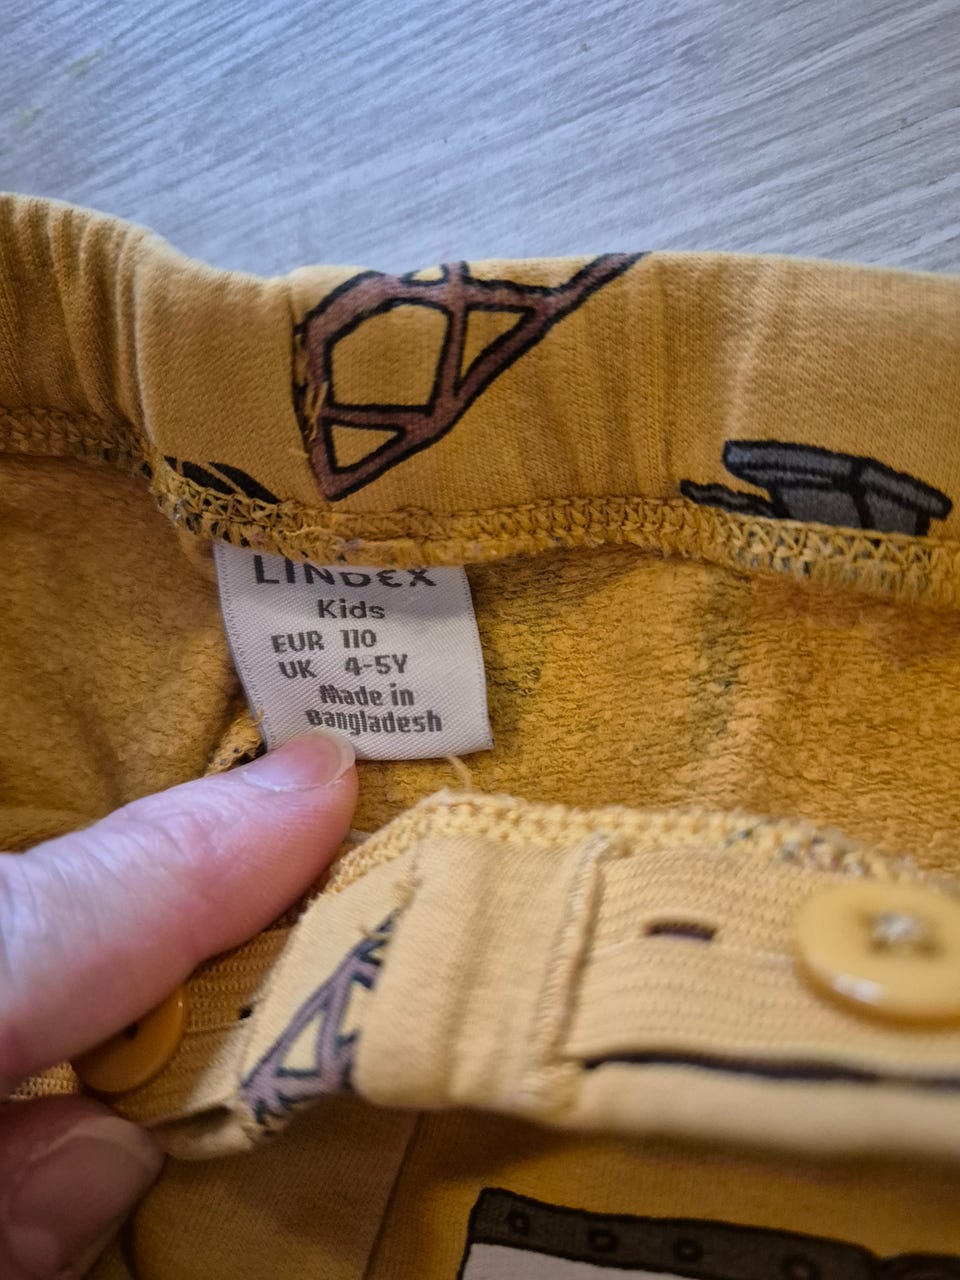 LINDEX
Kids
EUR 110
UK 4-5Y
Made in
Bangladesh